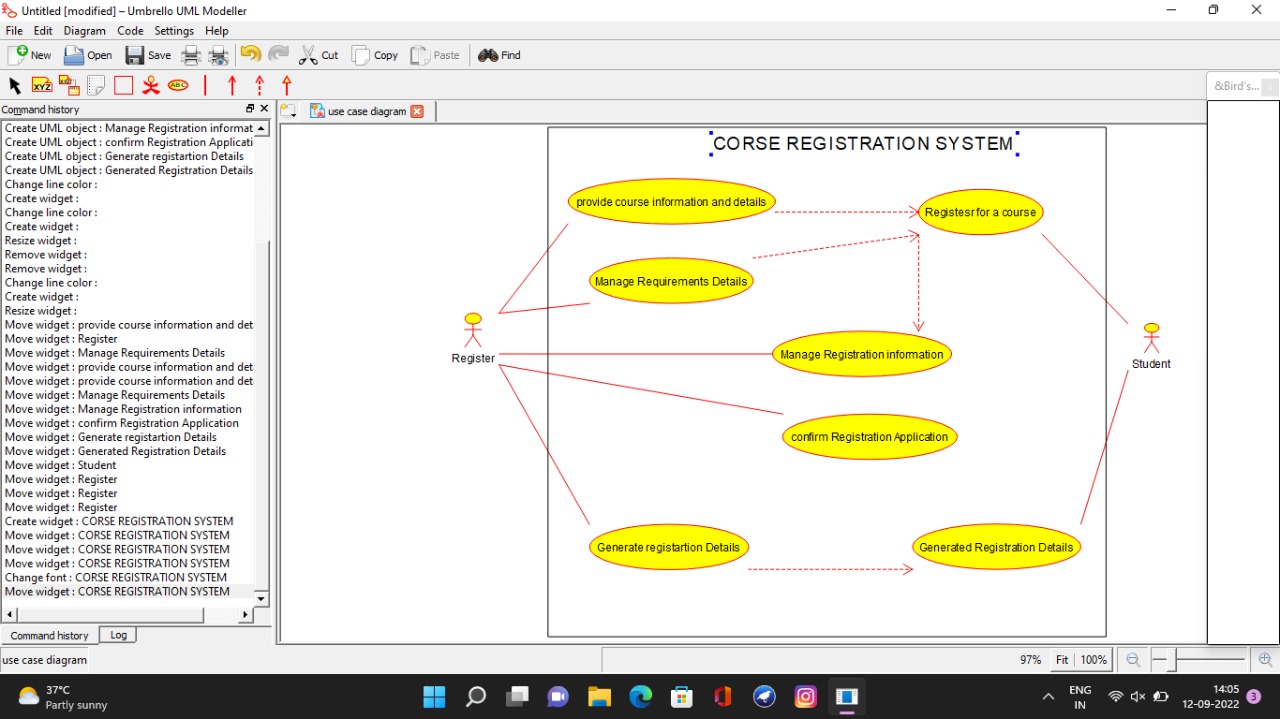 Untitled [modified] – Umbrello UML Modeller
File Edit Diagram Code Settings Help
New Open Save Cut Copy Paste Find
XYZ ABC
&Bird's...
Command history
use case diagram
Create UML object : Manage Registration informat
Create UML object : confirm Registration Applicati
Create UML object : Generate registartion Details
Create UML object : Generated Registration Details
Change line color :
Create widget :
Change line color :
Create widget :
Resize widget :
Remove widget :
Remove widget :
Change line color :
Create widget :
Resize widget :
Move widget : provide course information and det
Move widget : Register
Move widget : Manage Requirements Details
Move widget : provide course information and det
Move widget : provide course information and det
Move widget : Manage Requirements Details
Move widget : Manage Registration information
Move widget : confirm Registration Application
Move widget : Generate registartion Details
Move widget : Generated Registration Details
Move widget : Student
Move widget : Register
Move widget : Register
Move widget : Register
Create widget : CORSE REGISTRATION SYSTEM
Move widget : CORSE REGISTRATION SYSTEM
Move widget : CORSE REGISTRATION SYSTEM
Move widget : CORSE REGISTRATION SYSTEM
Change font : CORSE REGISTRATION SYSTEM
Move widget : CORSE REGISTRATION SYSTEM
Command history Log
CORSE REGISTRATION SYSTEM
provide course information and details
Registesr for a course
Manage Requirements Details
Register
Manage Registration information
Student
confirm Registration Application
Generate registartion Details
Generated Registration Details
use case diagram
97% Fit 100%
37°C
Partly sunny
ENG
IN
14:05
12-09-2022
3